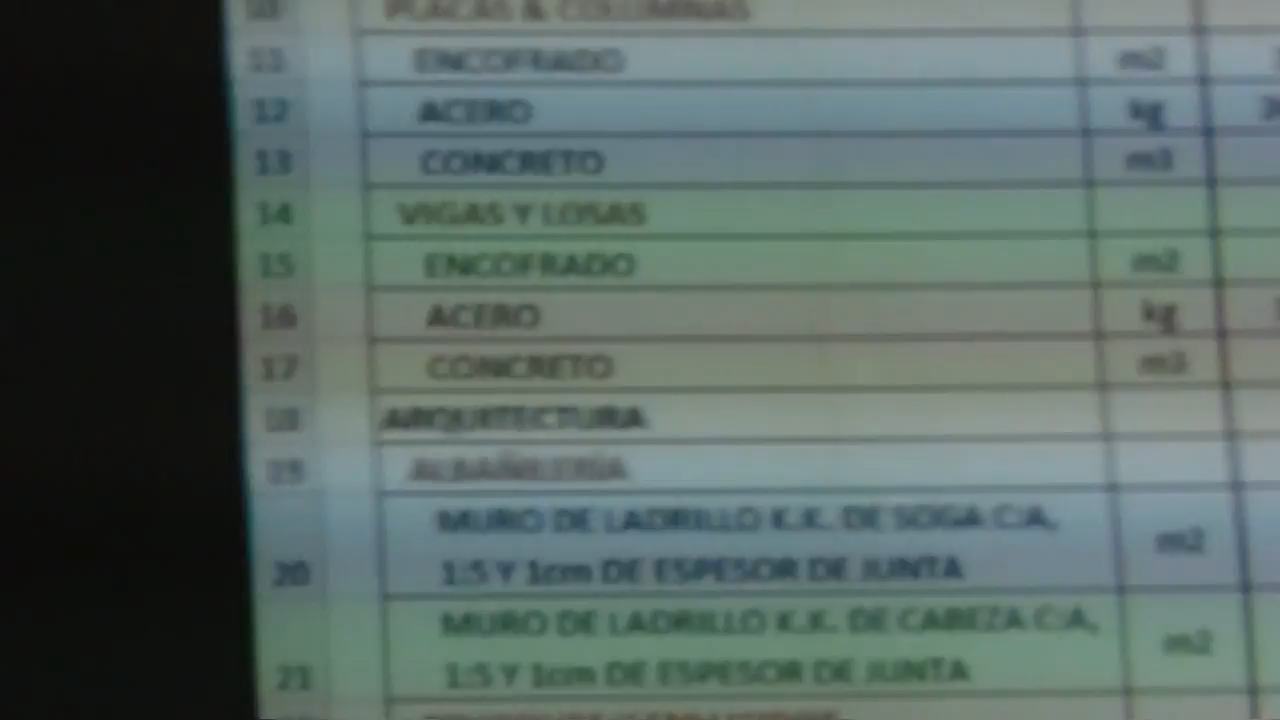 10 PLACAS & COLUMNAS
11 ENCOFRADO m2
12 ACERO kg
13 CONCRETO m3
14 VIGAS Y LOSAS
15 ENCOFRADO m2
16 ACERO kg
17 CONCRETO m3
18 ARQUITECTURA
19 ALBAÑILERÍA
MURO DE LADRILLO K.K. DE SOGA C:A,
20 1:5 Y 1cm DE ESPESOR DE JUNTA m2
MURO DE LADRILLO K.K. DE CABEZA C:A,
21 1:5 Y 1cm DE ESPESOR DE JUNTA m2